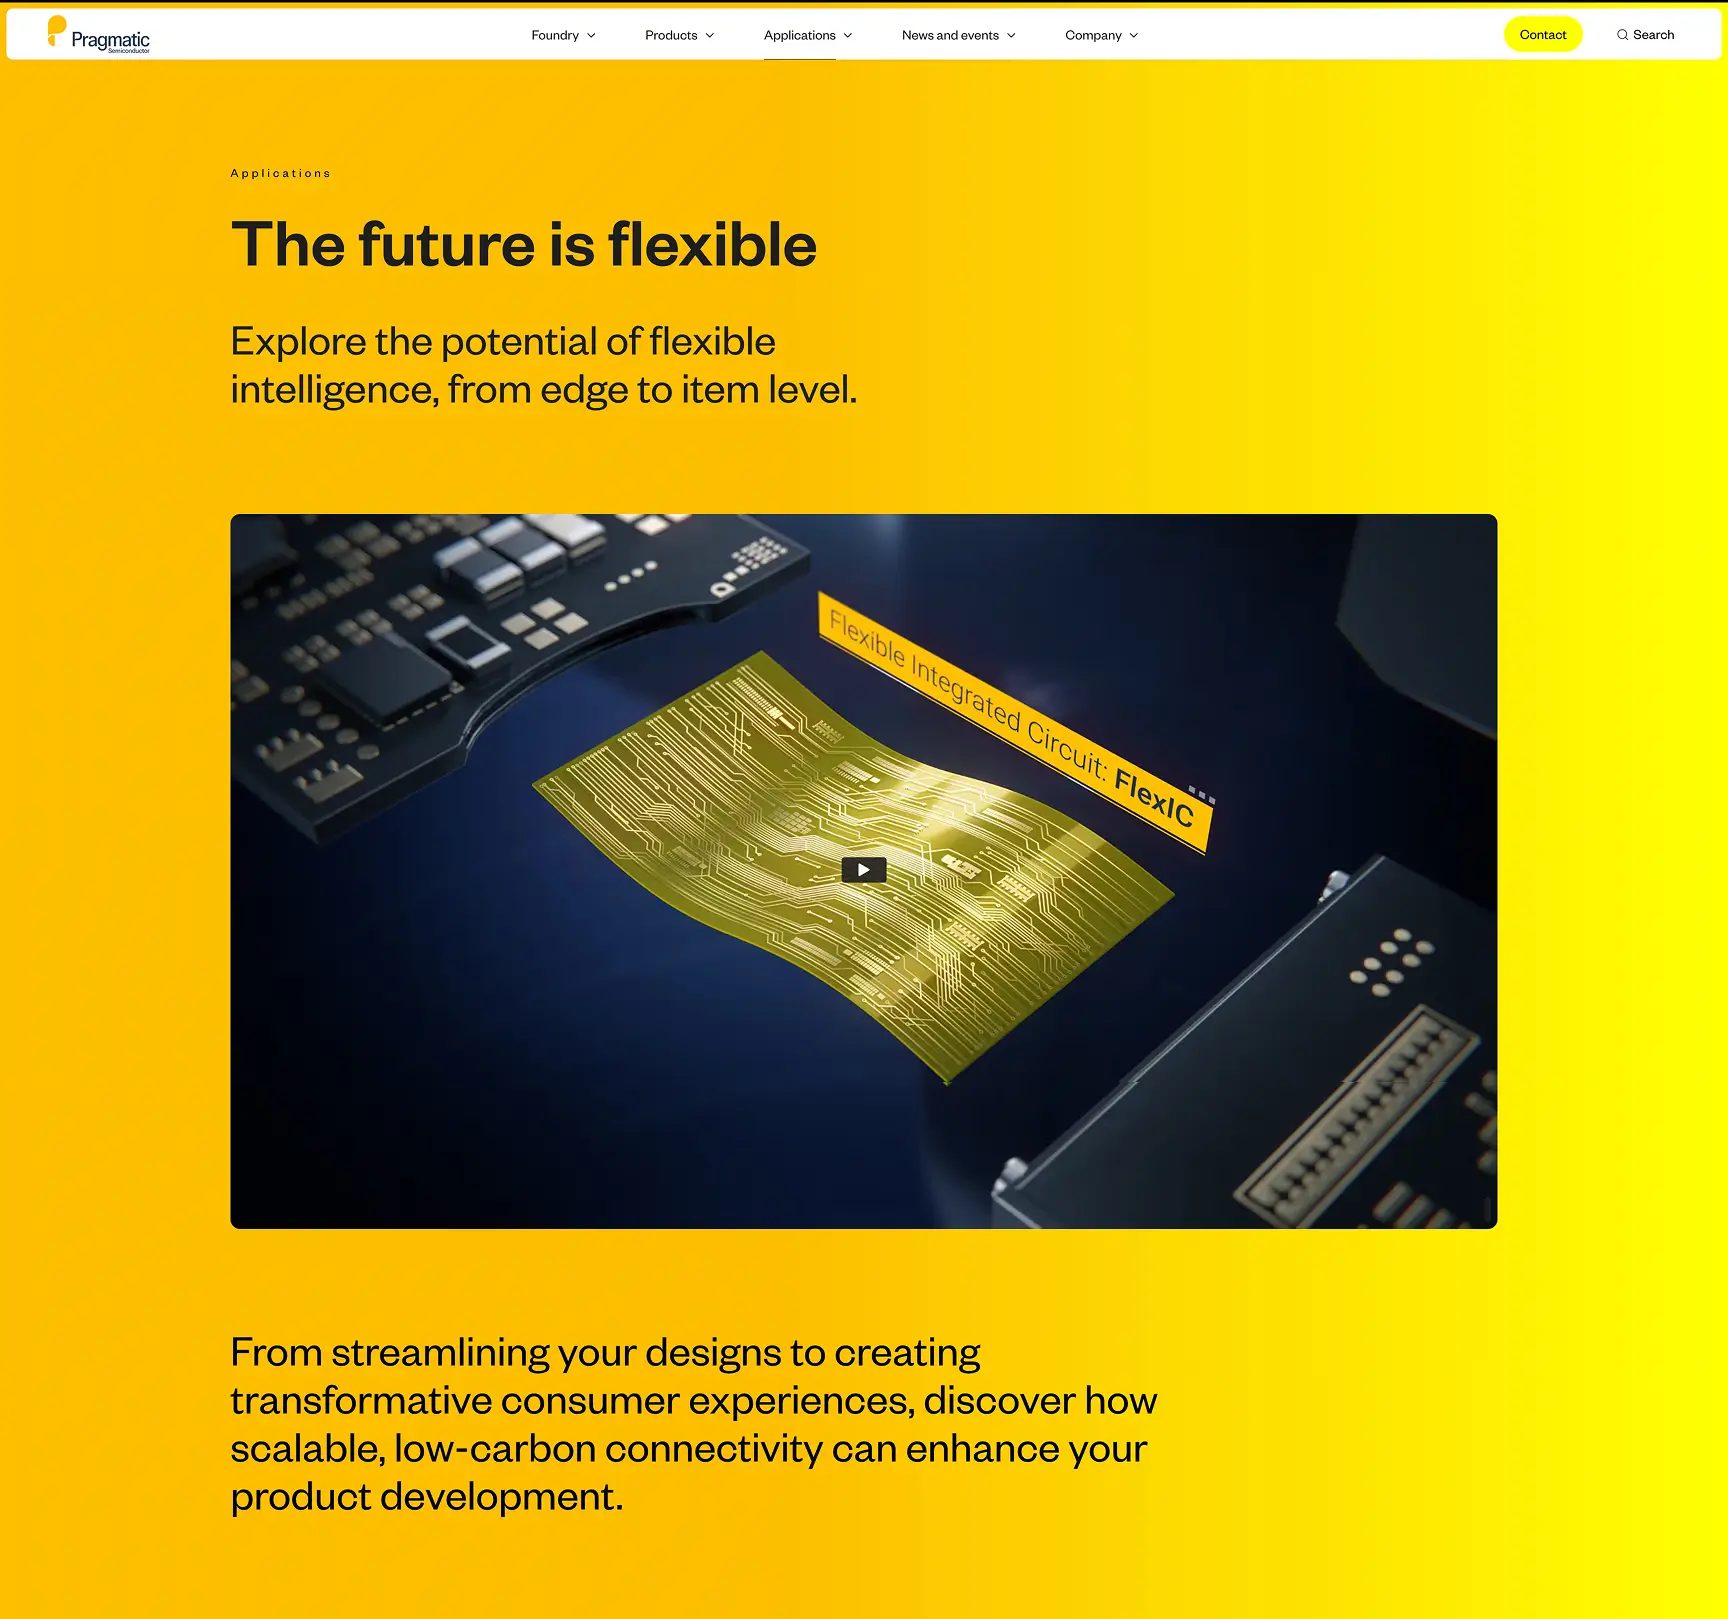 Pragmatic
Semiconductor
Foundry
Products
Applications
News and events
Company
Contact
Search
Applications
The future is flexible
Explore the potential of flexible
intelligence, from edge to item level.
Flexible Integrated Circuit: FlexIC
From streamlining your designs to creating
transformative consumer experiences, discover how
scalable, low-carbon connectivity can enhance your
product development.